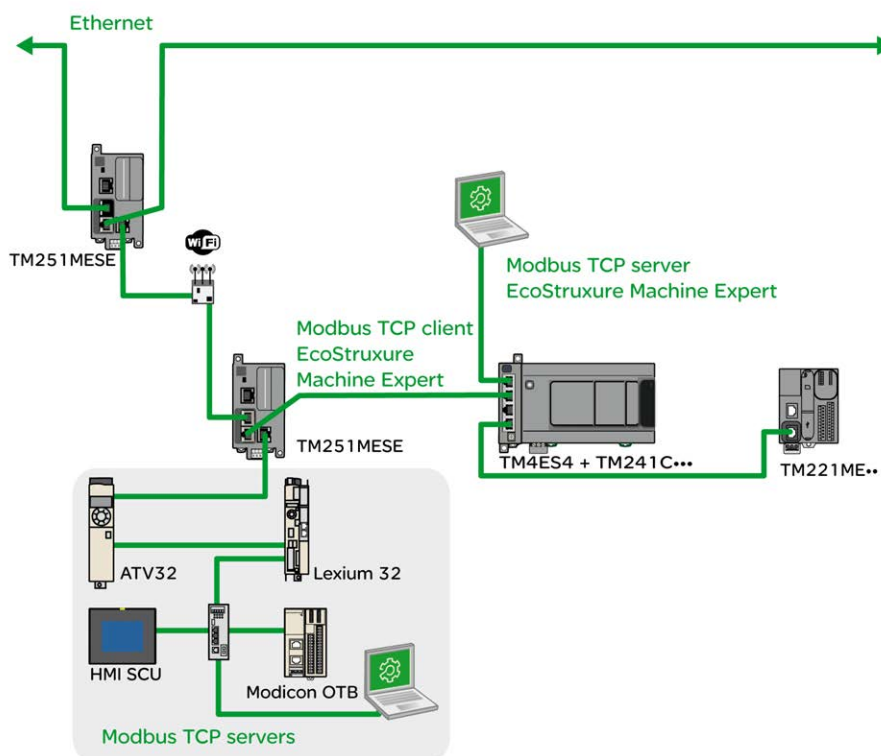 Ethernet
TM251MESE
WiFi
Modbus TCP server
EcoStruxure Machine Expert
Modbus TCP client
EcoStruxure
Machine Expert
TM251MESE
TM4ES4 + TM241C•••
TM221ME••
ATV32
Lexium 32
HMI SCU
Modicon OTB
Modbus TCP servers